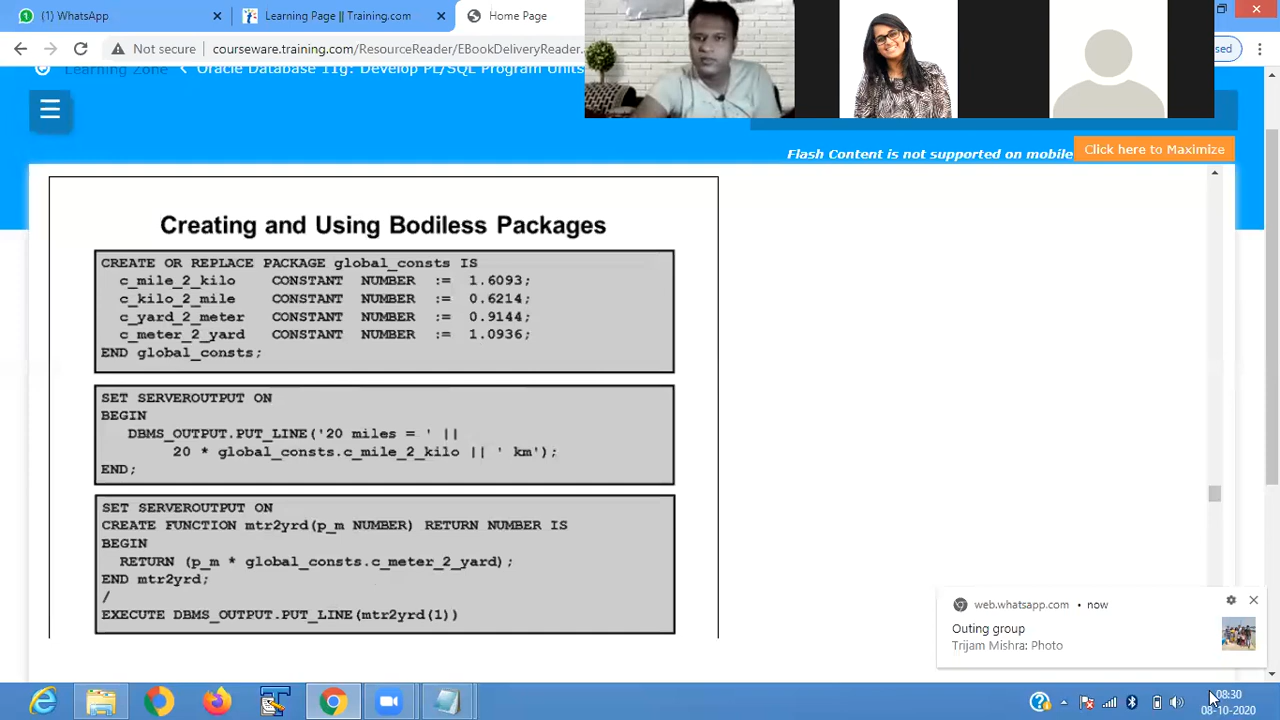 WhatsApp
Learning Page || Training.com
Home Page
Not secure
courseware.training.com/ResourceReader/EBookDeliveryReader.
Learning Zone
Oracle Database 11g: Develop PL/SQL Program Units
Flash Content is not supported on mobile
Click here to Maximize
Creating and Using Bodiless Packages
CREATE OR REPLACE PACKAGE global_consts IS
c_mile_2_kilo CONSTANT NUMBER := 1.6093;
c_kilo_2_mile CONSTANT NUMBER := 0.6214;
c_yard_2_meter CONSTANT NUMBER := 0.9144;
c_meter_2_yard CONSTANT NUMBER := 1.0936;
END global_consts;
SET SERVEROUTPUT ON
BEGIN
DBMS_OUTPUT.PUT_LINE('20 miles = ' ||
20 * global_consts.c_mile_2_kilo || ' km');
END;
SET SERVEROUTPUT ON
CREATE FUNCTION mtr2yrd(p_m NUMBER) RETURN NUMBER IS
BEGIN
RETURN (p_m * global_consts.c_meter_2_yard);
END mtr2yrd;
/
EXECUTE DBMS_OUTPUT.PUT_LINE(mtr2yrd(1))
web.whatsapp.com • now
Outing group
Trijam Mishra: Photo
08:30
08-10-2020